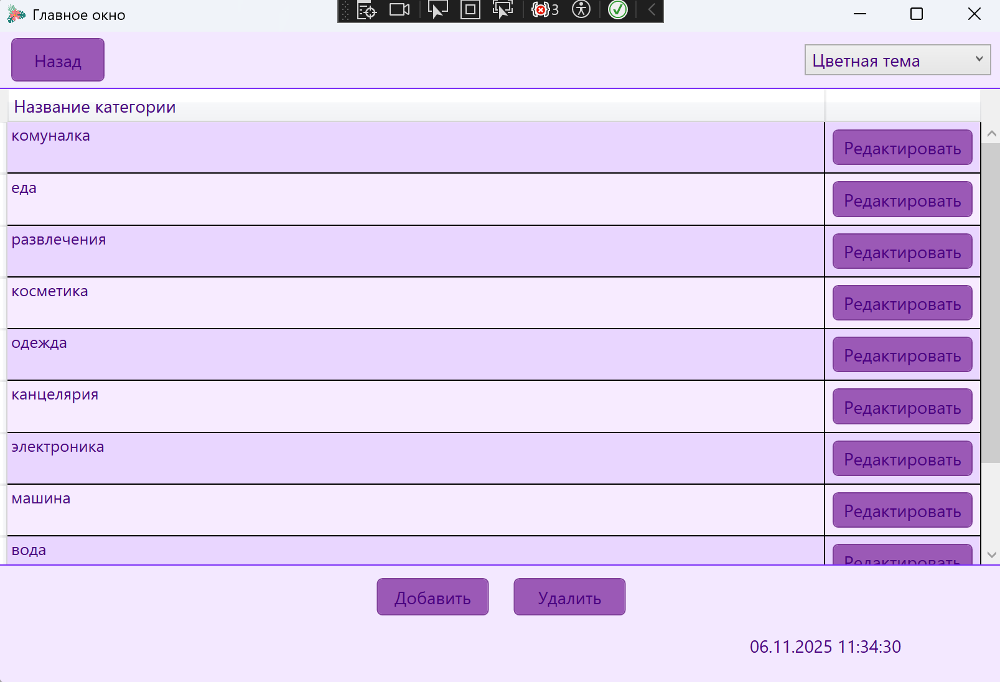 Главное окно
3
Назад
Цветная тема
Название категории
комуналка
Редактировать
еда
Редактировать
развлечения
Редактировать
косметика
Редактировать
одежда
Редактировать
канцелярия
Редактировать
электроника
Редактировать
машина
Редактировать
вода
Редактировать
Добавить
Удалить
06.11.2025 11:34:30